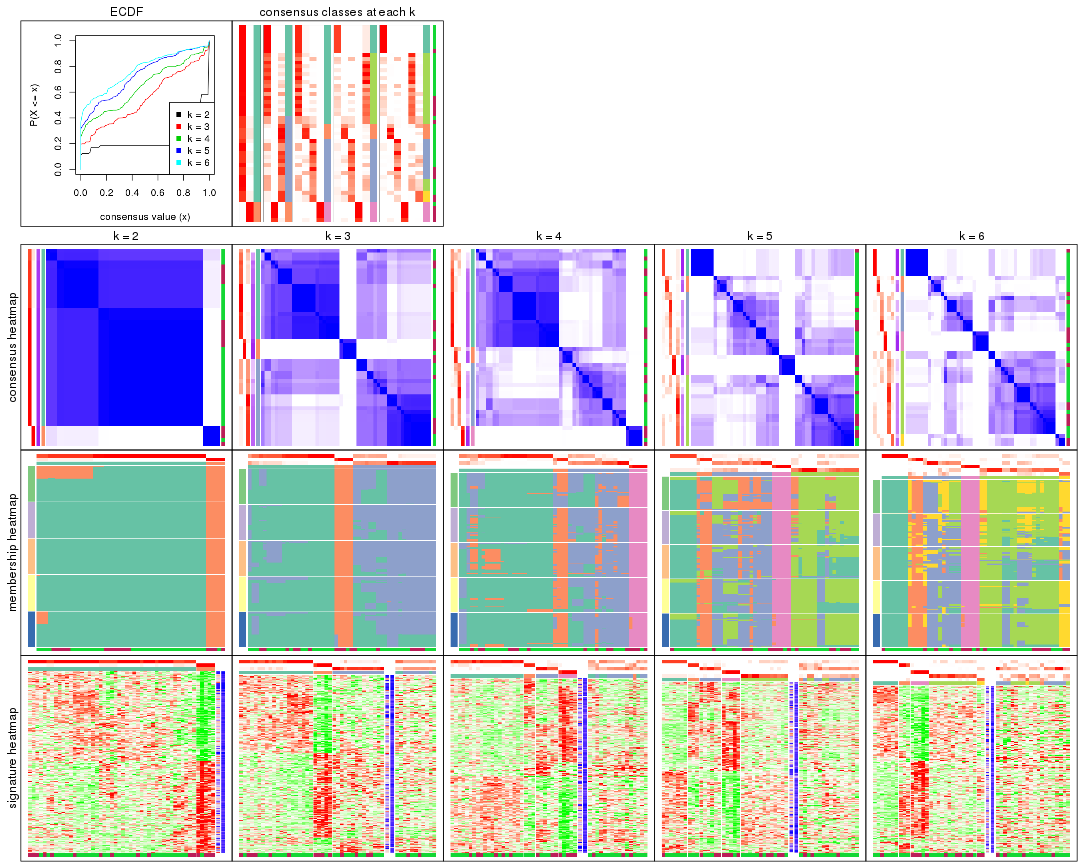 ECDF
consensus classes at each k
P(X <= x)
0.0 0.2 0.4 0.6 0.8 1.0
k = 2
k = 3
k = 4
k = 5
k = 6
0.0 0.2 0.4 0.6 0.8 1.0
consensus value (x)
k = 2 k = 3 k = 4 k = 5 k = 6
consensus heatmap
membership heatmap
signature heatmap